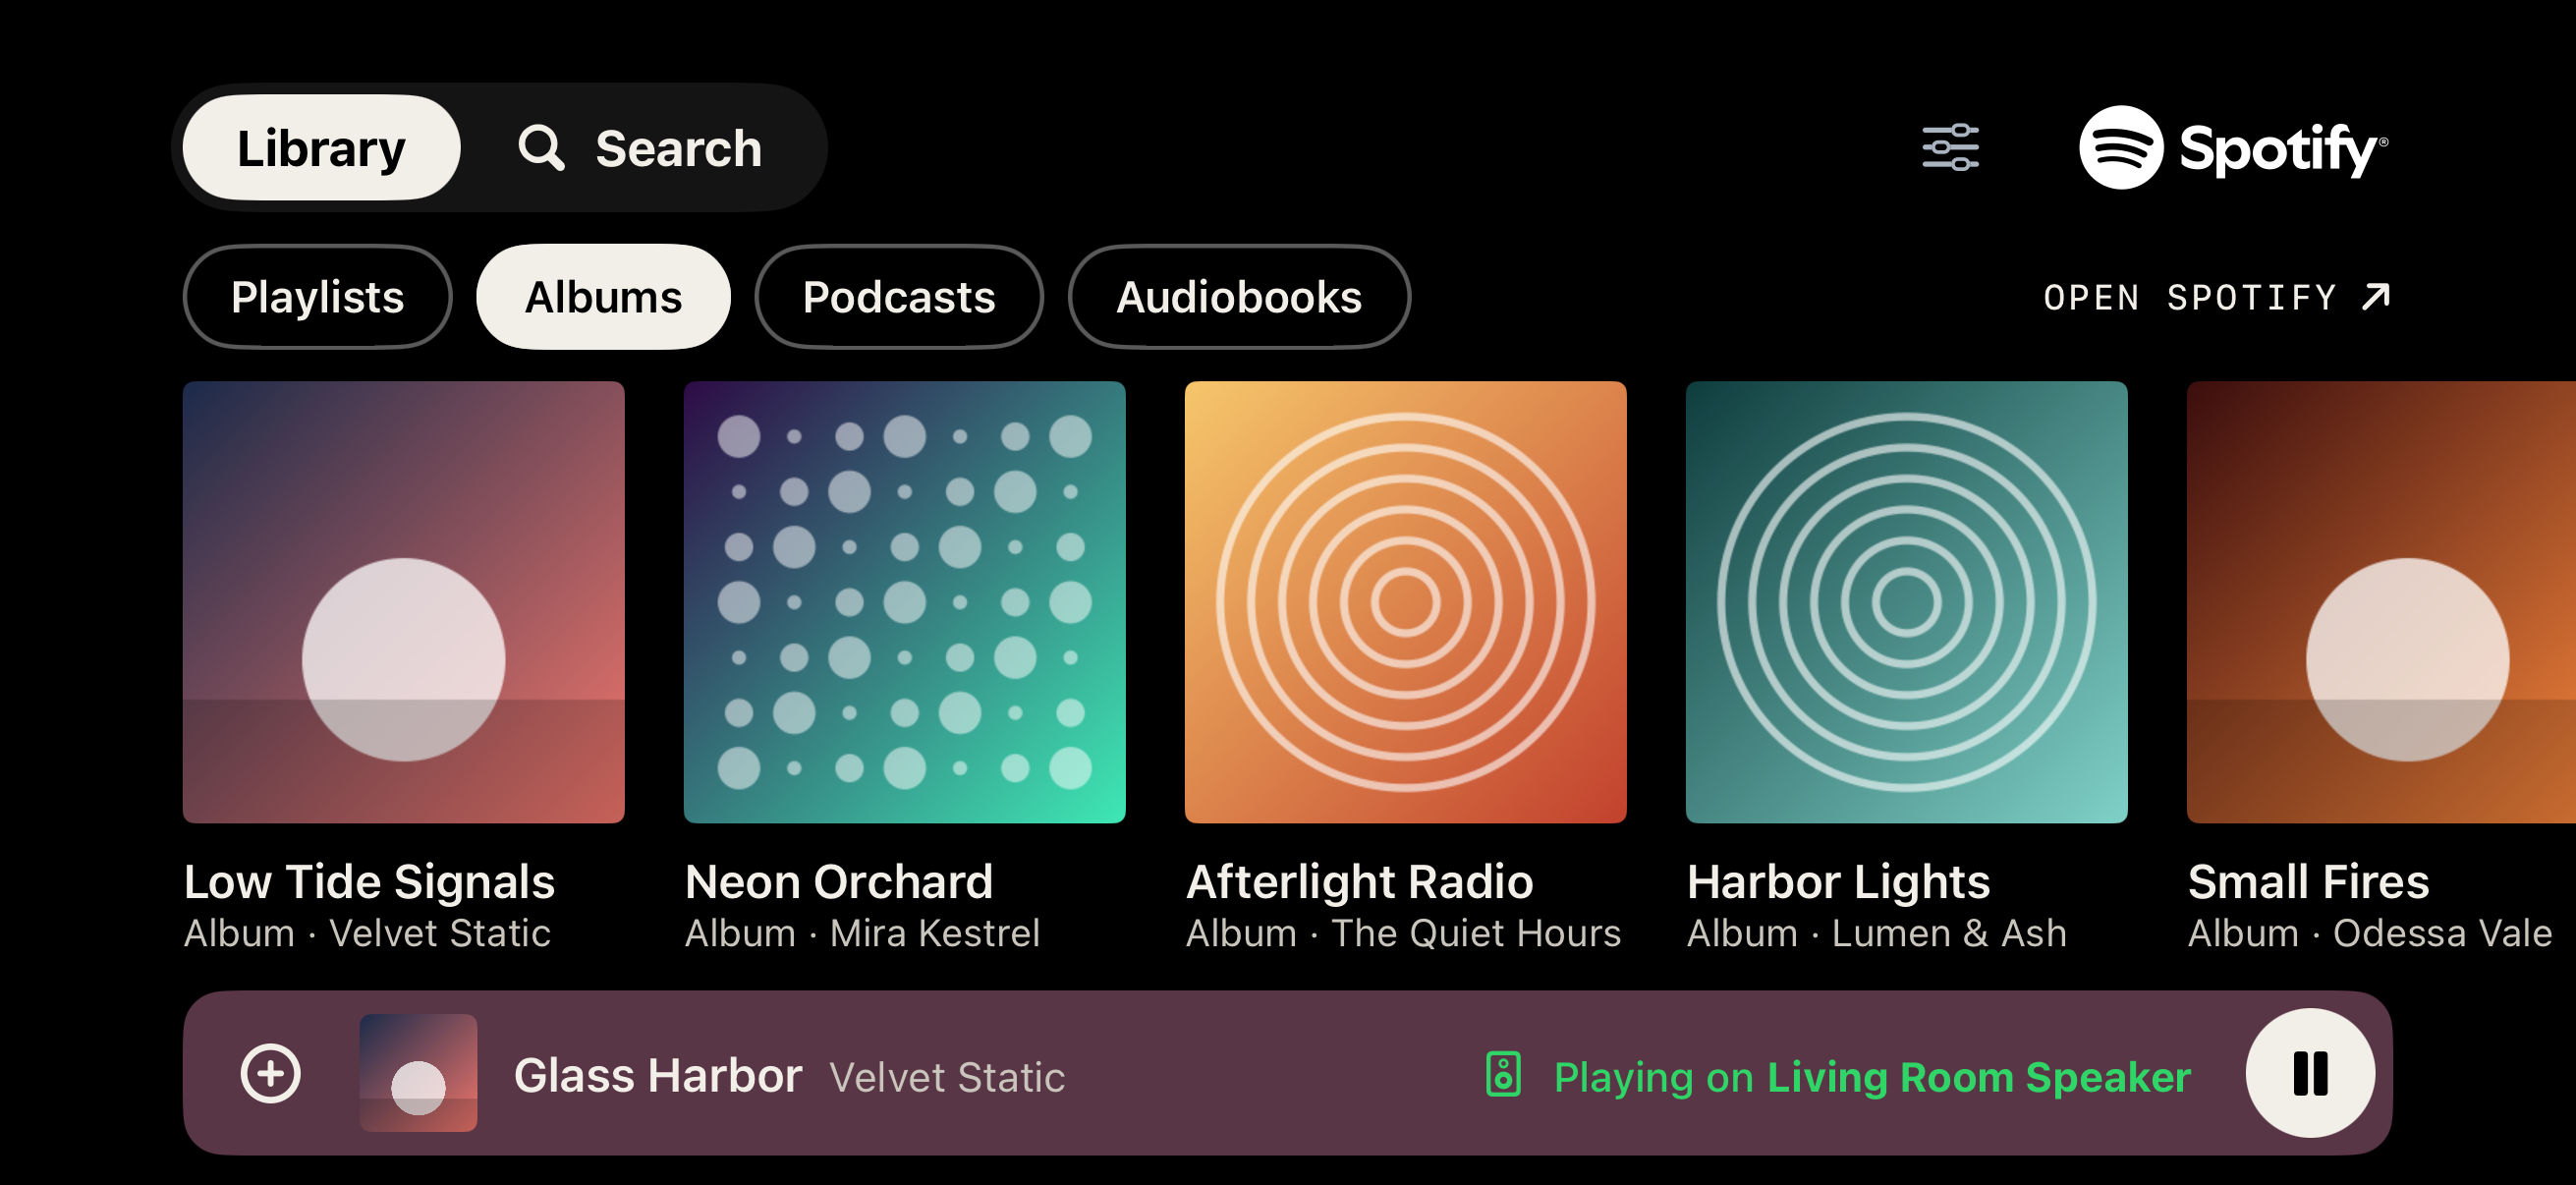 Library
Search
Spotify®
Playlists
Albums
Podcasts
Audiobooks
OPEN SPOTIFY
Low Tide Signals
Album · Velvet Static
Neon Orchard
Album · Mira Kestrel
Afterlight Radio
Album · The Quiet Hours
Harbor Lights
Album · Lumen & Ash
Small Fires
Album · Odessa Vale
Glass Harbor Velvet Static
Playing on Living Room Speaker